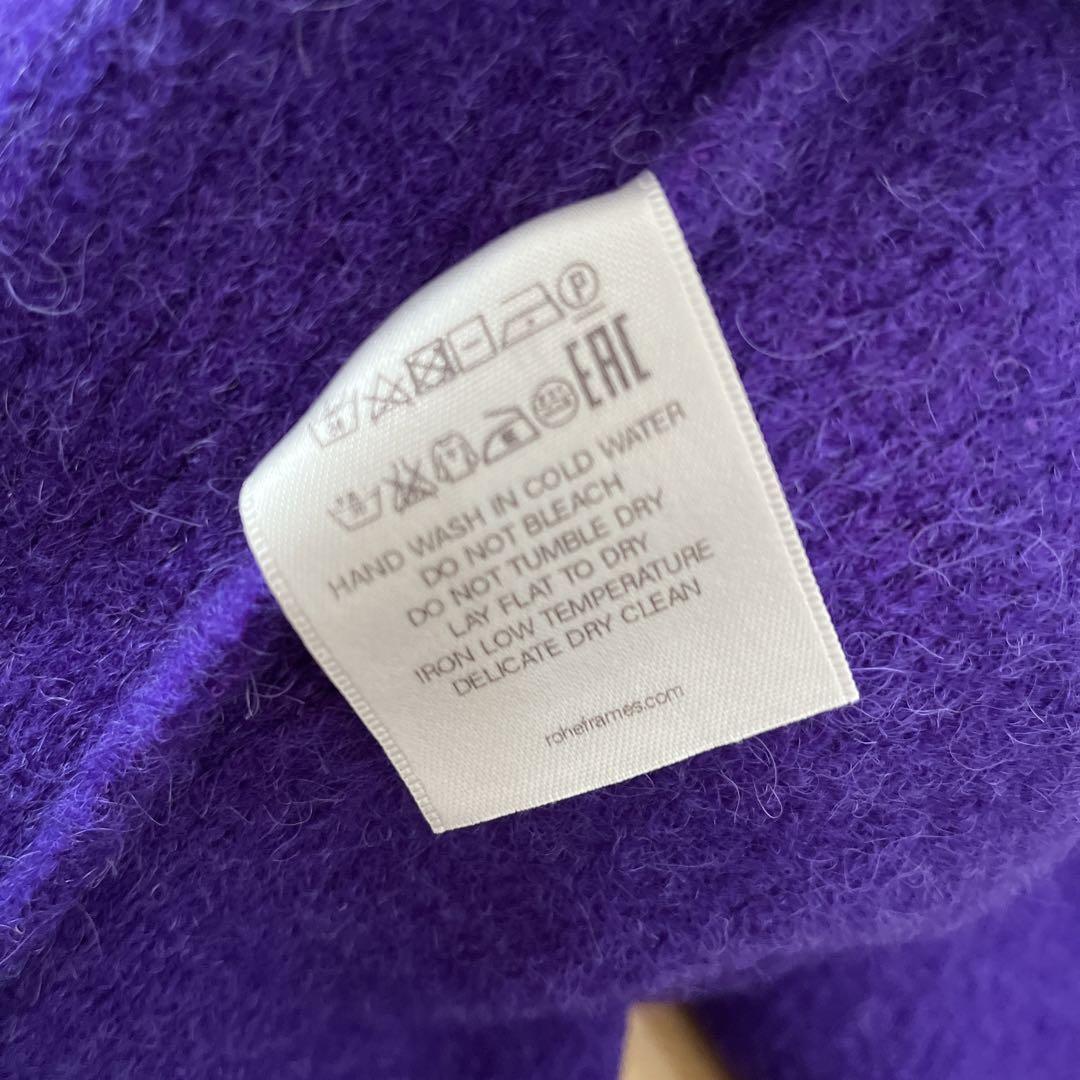 P
EAC
HAND WASH IN COLD WATER
DO NOT BLEACH
DO NOT TUMBLE DRY
LAY FLAT TO DRY
IRON LOW TEMPERATURE
DELICATE DRY CLEAN
roheframes.com